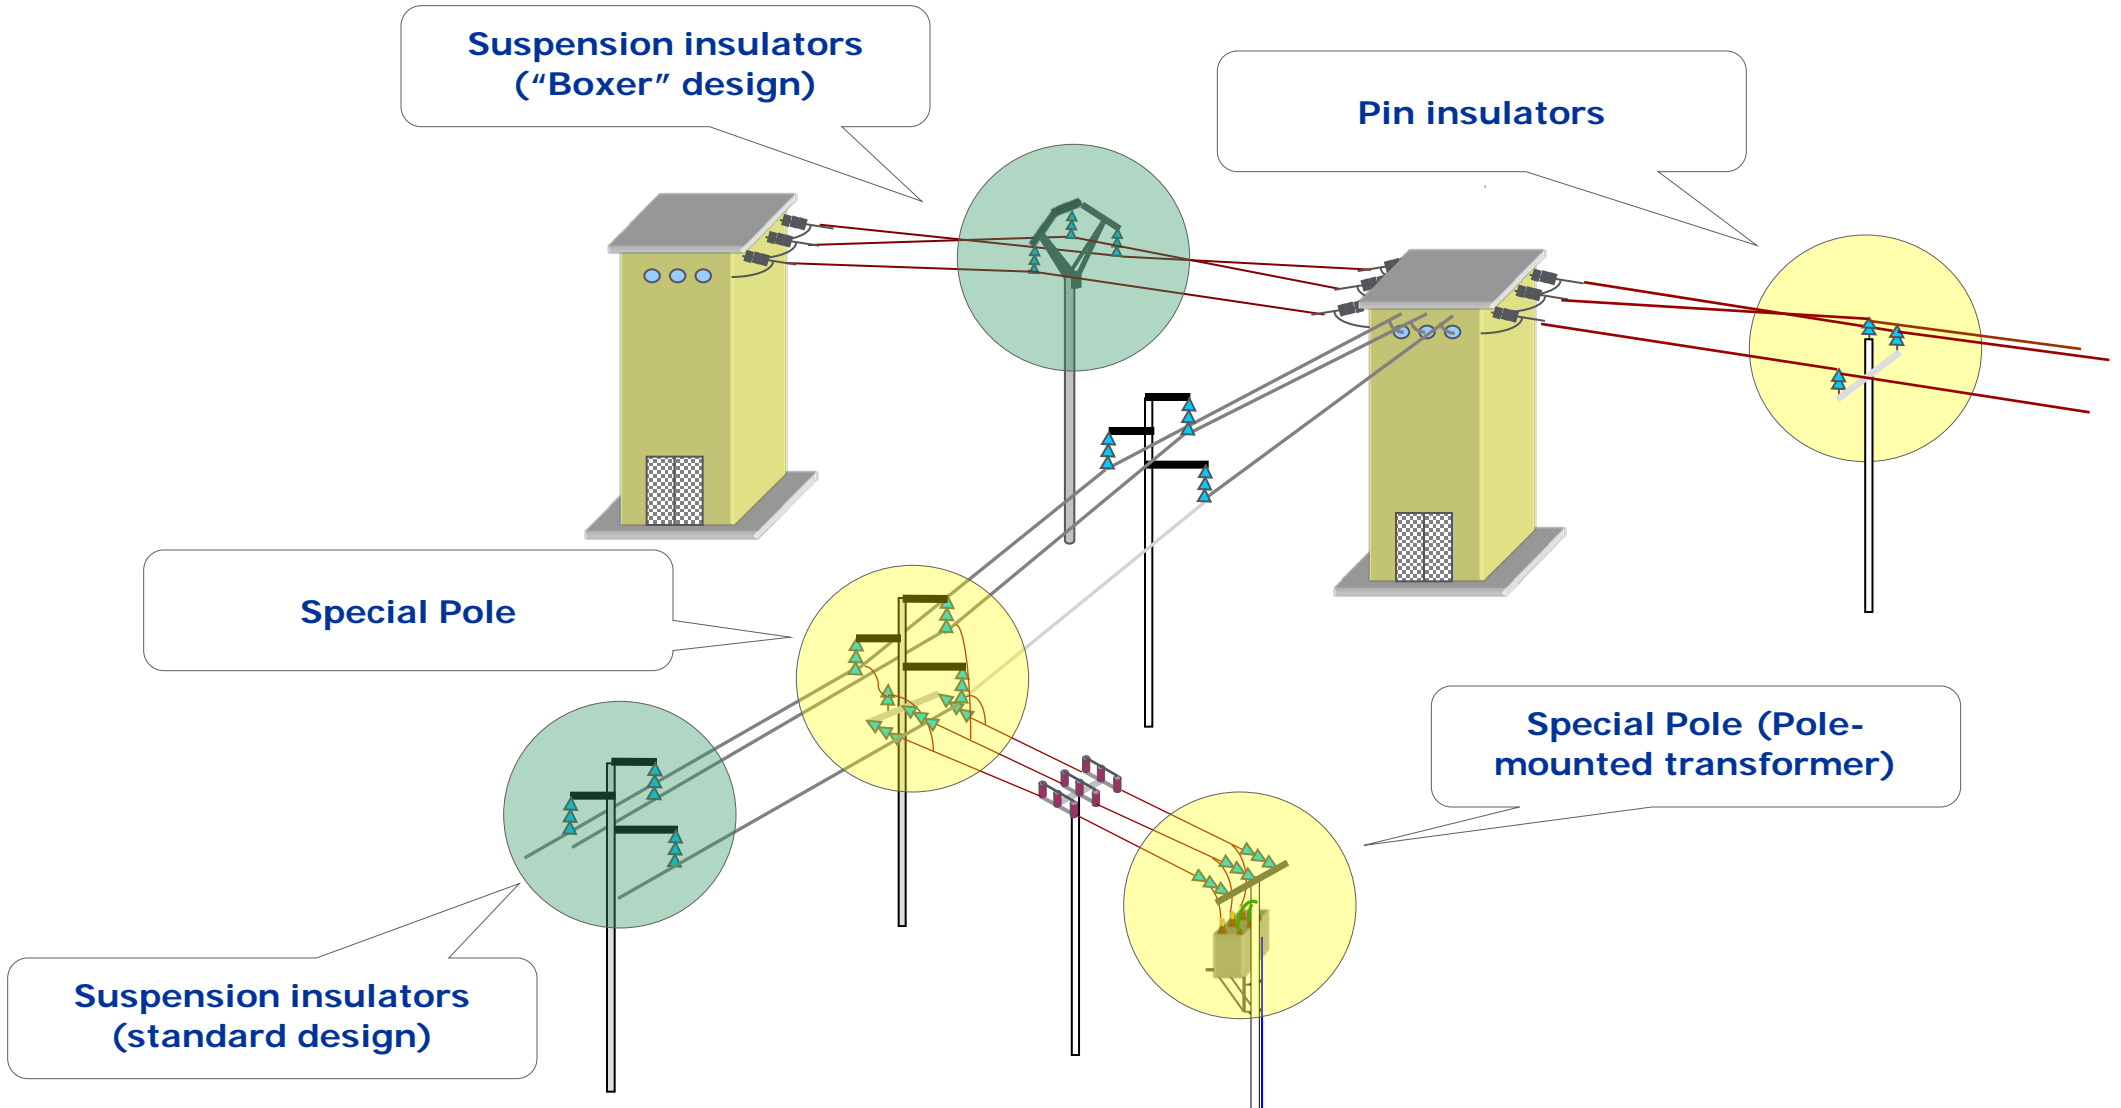 Suspension insulators
(“Boxer” design)
Pin insulators
Special Pole
Special Pole (Pole-
mounted transformer)
Suspension insulators
(standard design)